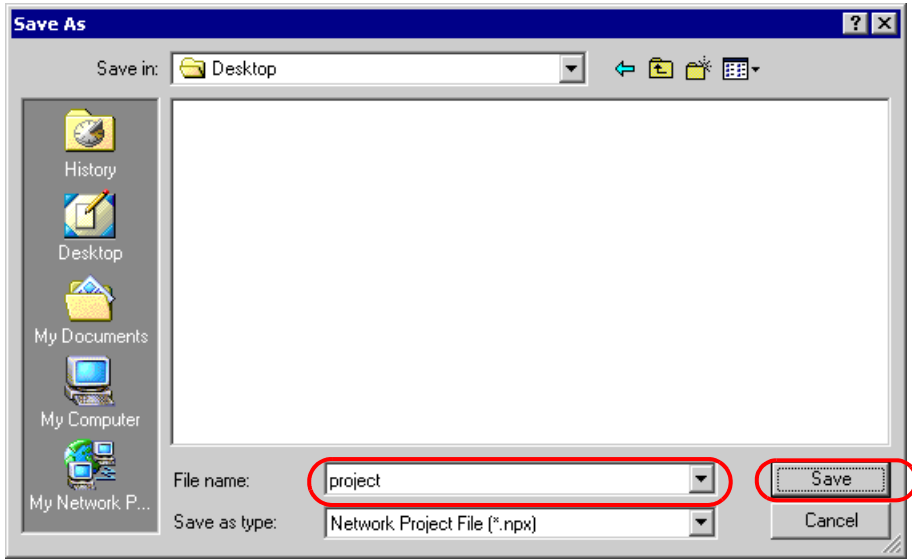 Save As
Save in: Desktop
History
Desktop
My Documents
My Computer
My Network P...
File name: project Save
Save as type: Network Project File (*.npx) Cancel